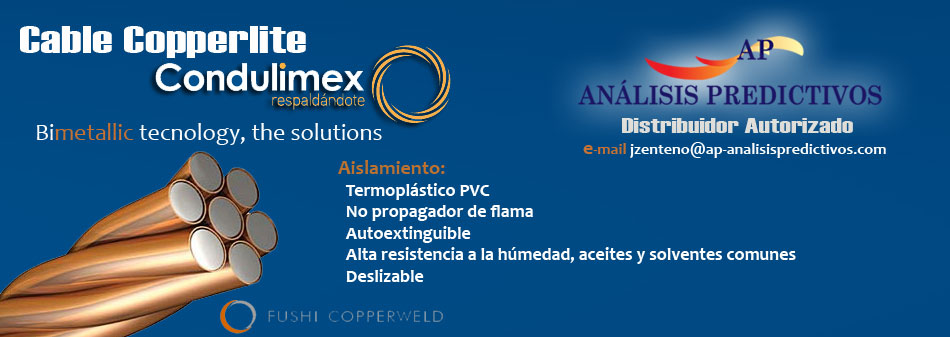 Cable Copperlite
Condulimex
respaldándote
Bimetallic tecnology, the solutions
AP
ANÁLISIS PREDICTIVOS
Distribuidor Autorizado
e-mail jzenteno@ap-analisispredictivos.com
Aislamiento:
Termoplástico PVC
No propagador de flama
Autoextinguible
Alta resistencia a la húmedad, aceites y solventes comunes
Deslizable
FUSHI COPPERWELD